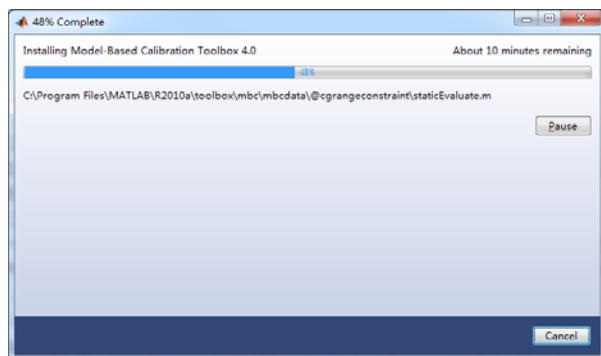 48% Complete
Installing Model-Based Calibration Toolbox 4.0 About 10 minutes remaining
48%
C:\Program Files\MATLAB\R2010a\toolbox\mbc\mbcdata\@cgrangeconstraint\staticEvaluate.m
Pause
Cancel